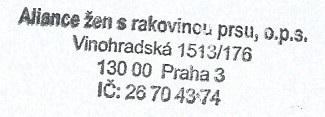 Aliance žen s rakovinou prsu, o.p.s.
Vinohradská 1513/176
130 00 Praha 3
IČ: 26 70 43 74